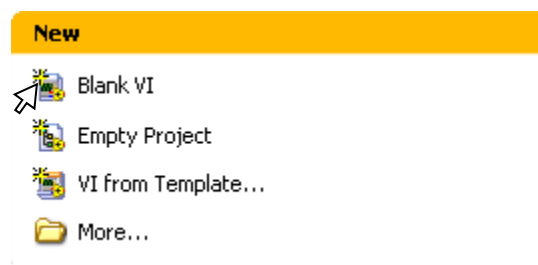 New
Blank VI
Empty Project
VI from Template...
More...